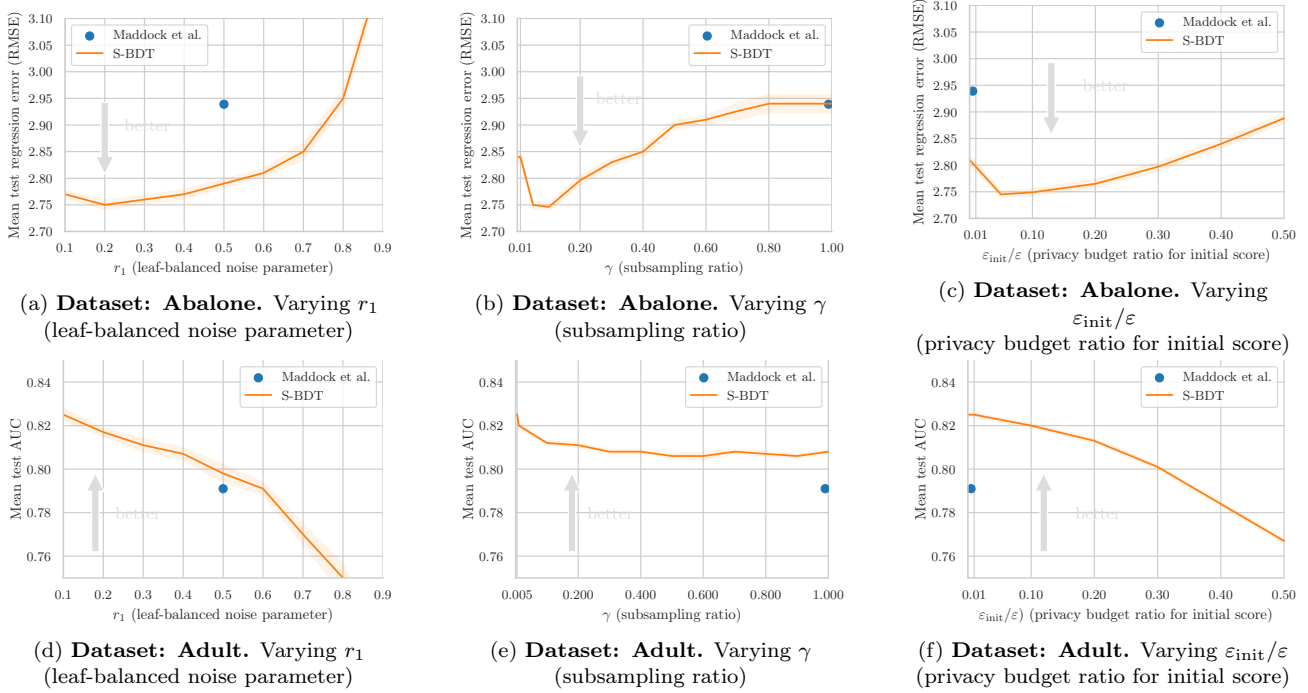 Mean test regression error (RMSE)
3.10
3.05
3.00
2.95
2.90
2.85
2.80
2.75
2.70
Maddock et al.
S-BDT
better
0.1 0.2 0.3 0.4 0.5 0.6 0.7 0.8 0.9
r₁ (leaf-balanced noise parameter)
(a) Dataset: Abalone. Varying r₁
(leaf-balanced noise parameter)
Mean test regression error (RMSE)
3.10
3.05
3.00
2.95
2.90
2.85
2.80
2.75
2.70
Maddock et al.
S-BDT
better
0.01 0.20 0.40 0.60 0.80 1.00
γ (subsampling ratio)
(b) Dataset: Abalone. Varying γ
(subsampling ratio)
Mean test regression error (RMSE)
3.10
3.05
3.00
2.95
2.90
2.85
2.80
2.75
2.70
Maddock et al.
S-BDT
better
0.01 0.10 0.20 0.30 0.40 0.50
εinit/ε (privacy budget ratio for initial score)
(c) Dataset: Abalone. Varying
εinit/ε
(privacy budget ratio for initial score)
Mean test AUC
0.84
0.82
0.80
0.78
0.76
Maddock et al.
S-BDT
better
0.1 0.2 0.3 0.4 0.5 0.6 0.7 0.8 0.9
r₁ (leaf-balanced noise parameter)
(d) Dataset: Adult. Varying r₁
(leaf-balanced noise parameter)
Mean test AUC
0.84
0.82
0.80
0.78
0.76
Maddock et al.
S-BDT
better
0.005 0.200 0.400 0.600 0.800 1.000
γ (subsampling ratio)
(e) Dataset: Adult. Varying γ
(subsampling ratio)
Mean test AUC
0.84
0.82
0.80
0.78
0.76
Maddock et al.
S-BDT
better
0.01 0.10 0.20 0.30 0.40 0.50
εinit/ε) (privacy budget ratio for initial score)
(f) Dataset: Adult. Varying εinit/ε
(privacy budget ratio for initial score)